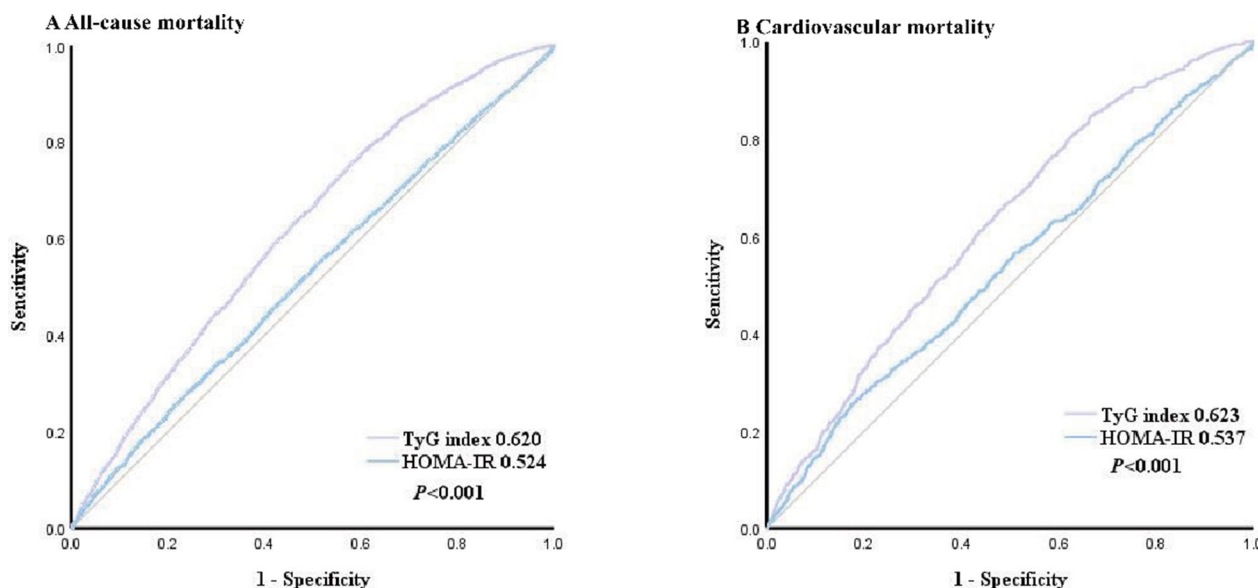 A All-cause mortality
1.0
0.8
0.6
0.4
0.2
0.0
0.0 0.2 0.4 0.6 0.8 1.0
Sencitivity
1 - Specificity
TyG index 0.620
HOMA-IR 0.524
P<0.001
B Cardiovascular mortality
1.0
0.8
0.6
0.4
0.2
0.0
0.0 0.2 0.4 0.6 0.8 1.0
Sencitivity
1 - Specificity
TyG index 0.623
HOMA-IR 0.537
P<0.001